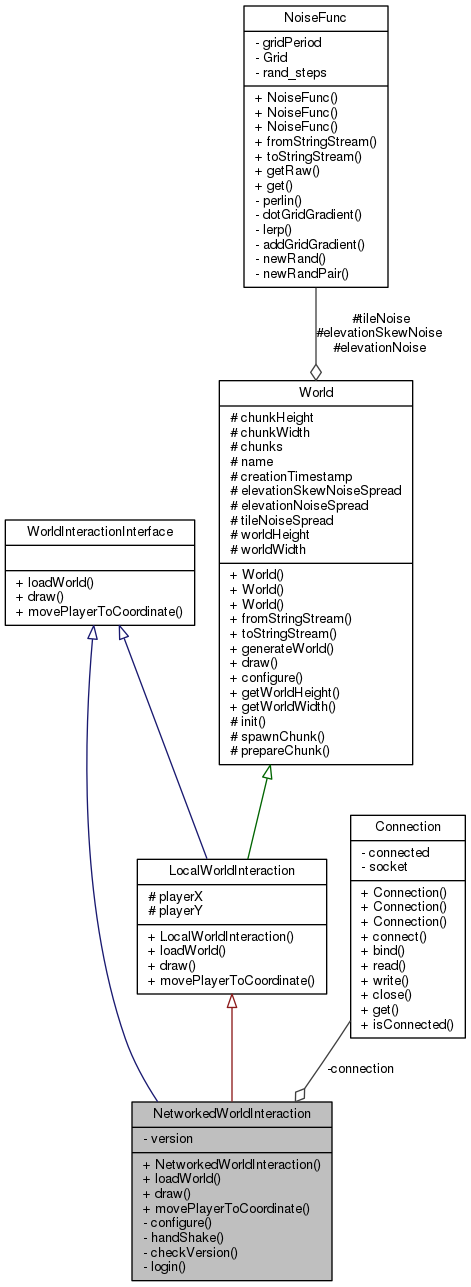 NoiseFunc
- gridPeriod
- Grid
- rand_steps
+ NoiseFunc()
+ NoiseFunc()
+ NoiseFunc()
+ fromStringStream()
+ toStringStream()
+ getRaw()
+ get()
- perlin()
- dotGridGradient()
- lerp()
- addGridGradient()
- newRand()
- newRandPair()
#tileNoise
#elevationSkewNoise
#elevationNoise
World
# chunkHeight
# chunkWidth
# chunks
# name
# creationTimestamp
# elevationSkewNoiseSpread
# elevationNoiseSpread
# tileNoiseSpread
# worldHeight
# worldWidth
+ World()
+ World()
+ World()
+ fromStringStream()
+ toStringStream()
+ generateWorld()
+ draw()
+ configure()
+ getWorldHeight()
+ getWorldWidth()
# init()
# spawnChunk()
# prepareChunk()
WorldInteractionInterface
+ loadWorld()
+ draw()
+ movePlayerToCoordinate()
LocalWorldInteraction
# playerX
# playerY
+ LocalWorldInteraction()
+ loadWorld()
+ draw()
+ movePlayerToCoordinate()
Connection
- connected
- socket
+ Connection()
+ Connection()
+ Connection()
+ connect()
+ bind()
+ read()
+ write()
+ close()
+ get()
+ isConnected()
-connection
NetworkedWorldInteraction
- version
+ NetworkedWorldInteraction()
+ loadWorld()
+ draw()
+ movePlayerToCoordinate()
- configure()
- handShake()
- checkVersion()
- login()